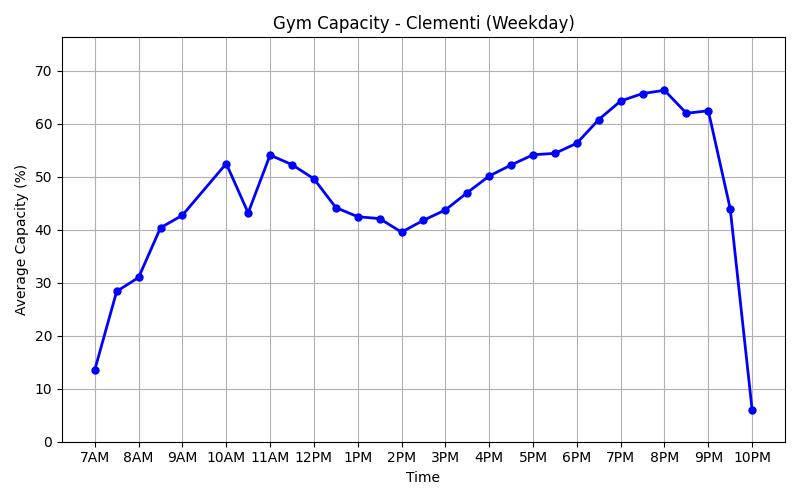 Gym Capacity - Clementi (Weekday)
Average Capacity (%)
70
60
50
40
30
20
10
0
7AM 8AM 9AM 10AM 11AM 12PM 1PM 2PM 3PM 4PM 5PM 6PM 7PM 8PM 9PM 10PM
Time